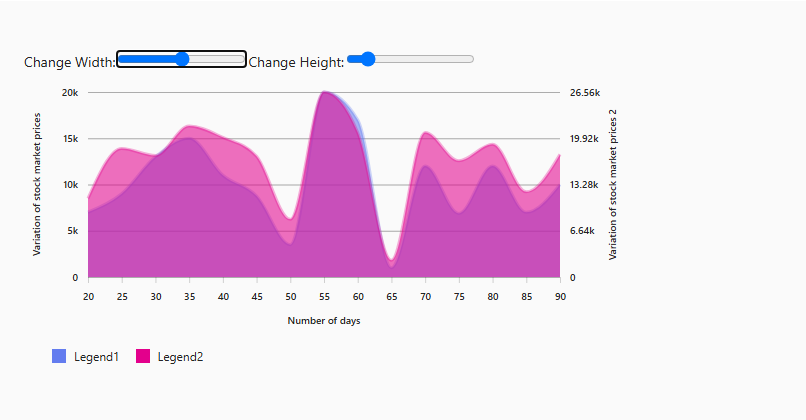 Change Width: Change Height:
Variation of stock market prices
20k
15k
10k
5k
0
26.56k
19.92k
13.28k
6.64k
0
Variation of stock market prices 2
20 25 30 35 40 45 50 55 60 65 70 75 80 85 90
Number of days
Legend1 Legend2